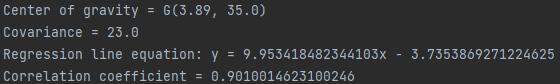 Center of gravity = G(3.89, 35.0)
Covariance = 23.0
Regression line equation: y = 9.953418482344103x - 3.7353869271224625
Correlation coefficient = 0.9010014623100246